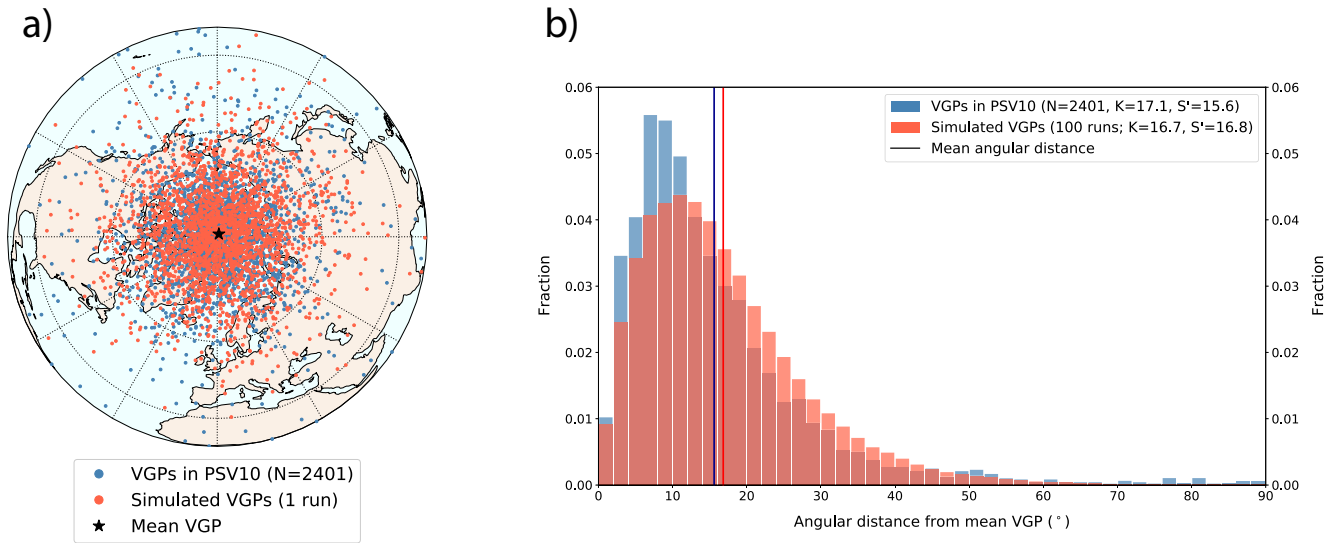 a)
VGPs in PSV10 (N=2401)
Simulated VGPs (1 run)
Mean VGP
b)
VGPs in PSV10 (N=2401, K=17.1, S'=15.6)
Simulated VGPs (100 runs; K=16.7, S'=16.8)
Mean angular distance
Fraction
0.06
0.05
0.04
0.03
0.02
0.01
0.00
0 10 20 30 40 50 60 70 80 90
Angular distance from mean VGP (°)
0.06
0.05
0.04
0.03
0.02
0.01
0.00
Fraction